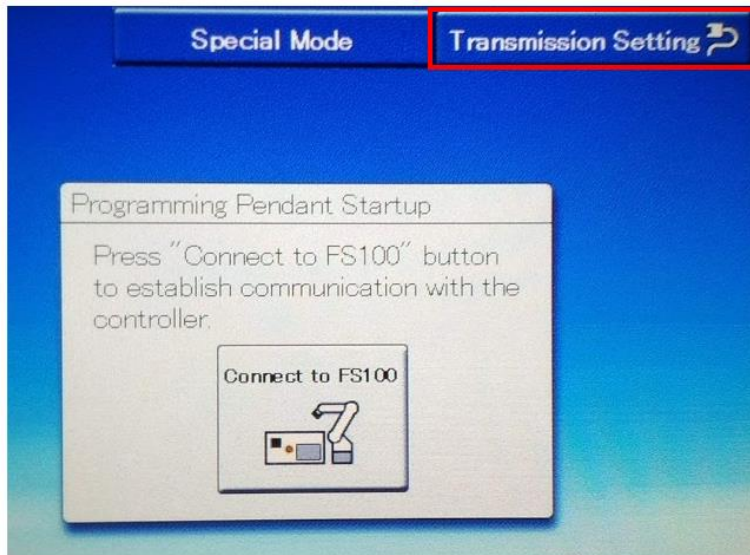 Special Mode
Transmission Setting
Programming Pendant Startup
Press "Connect to FS100" button
to establish communication with the
controller.
Connect to FS100